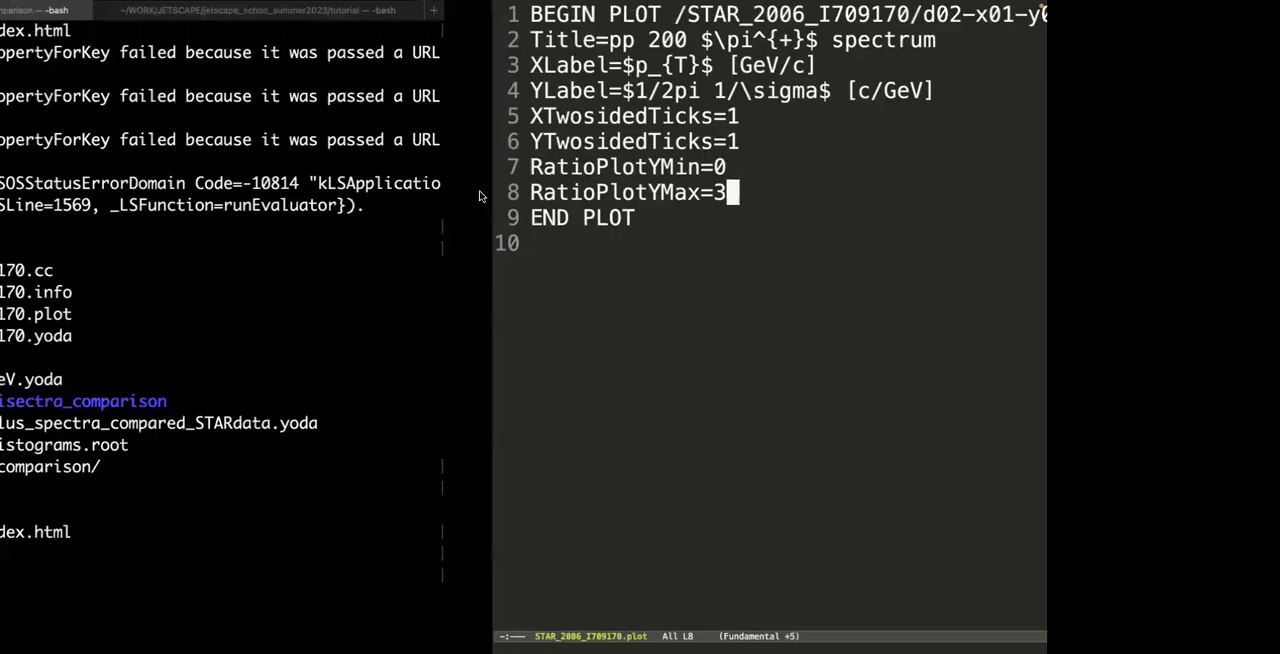 mparison — -bash
~/WORK/JETSCAPE/jetscape_schoo_summer2023/tutorial — -bash
+
dex.html
opertyForKey failed because it was passed a URL
opertyForKey failed because it was passed a URL
opertyForKey failed because it was passed a URL
SOSStatusErrorDomain Code=-10814 "kLSApplicatio
SLine=1569, _LSFunction=runEvaluator}).
170.cc
170.info
170.plot
170.yoda
eV.yoda
isectra_comparison
lus_spectra_compared_STARdata.yoda
istograms.root
comparison/
dex.html
1 BEGIN PLOT /STAR_2006_I709170/d02-x01-y0
2 Title=pp 200 $\pi^{+}$ spectrum
3 XLabel=$p_{T}$ [GeV/c]
4 YLabel=$1/2pi 1/\sigma$ [c/GeV]
5 XTwosidedTicks=1
6 YTwosidedTicks=1
7 RatioPlotYMin=0
8 RatioPlotYMax=3
9 END PLOT
10
-:--- STAR_2006_I709170.plot All L8 (Fundamental +5)